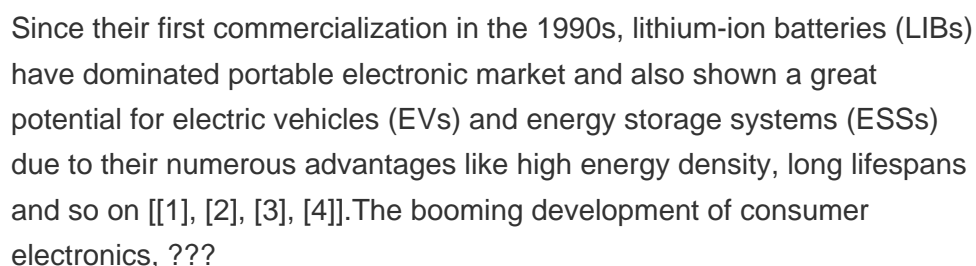 Since their first commercialization in the 1990s, lithium-ion batteries (LIBs)
have dominated portable electronic market and also shown a great
potential for electric vehicles (EVs) and energy storage systems (ESSs)
due to their numerous advantages like high energy density, long lifespans
and so on [[1], [2], [3], [4]].The booming development of consumer
electronics, ???